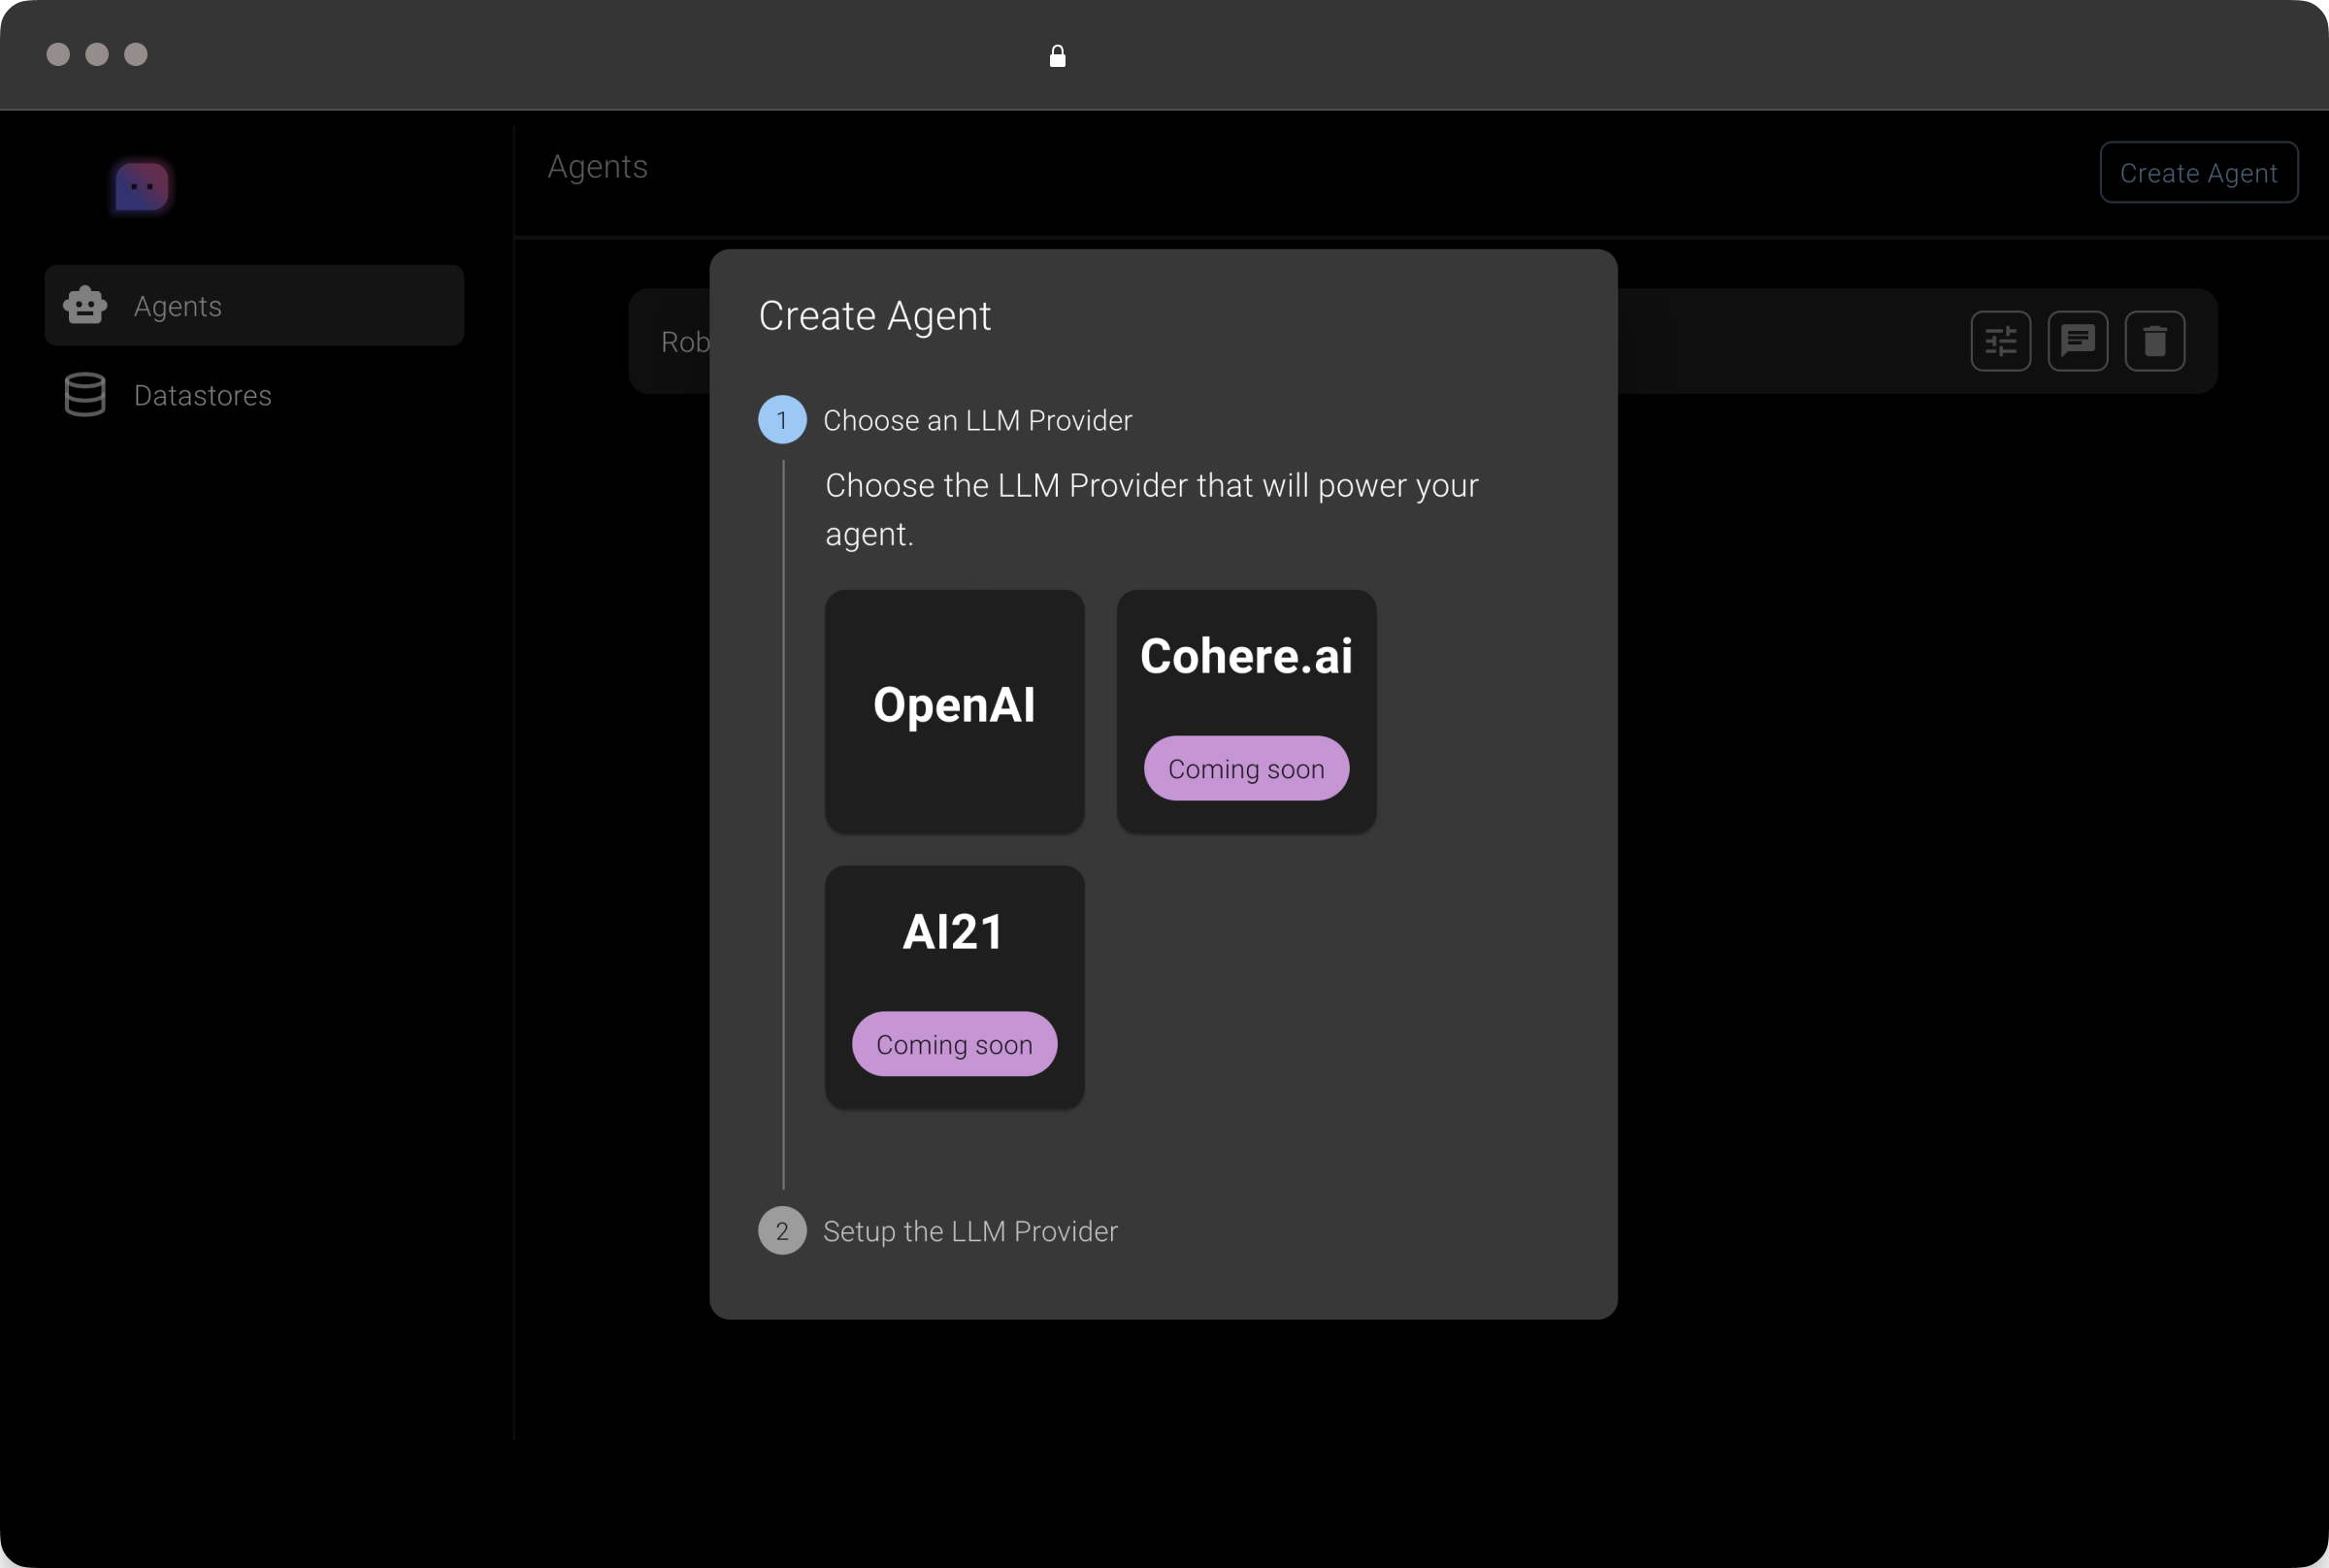 Agents
Create Agent
Agents
Datastores
Rob
Create Agent
1
Choose an LLM Provider
Choose the LLM Provider that will power your
agent.
OpenAI
Cohere.ai
Coming soon
AI21
Coming soon
2
Setup the LLM Provider